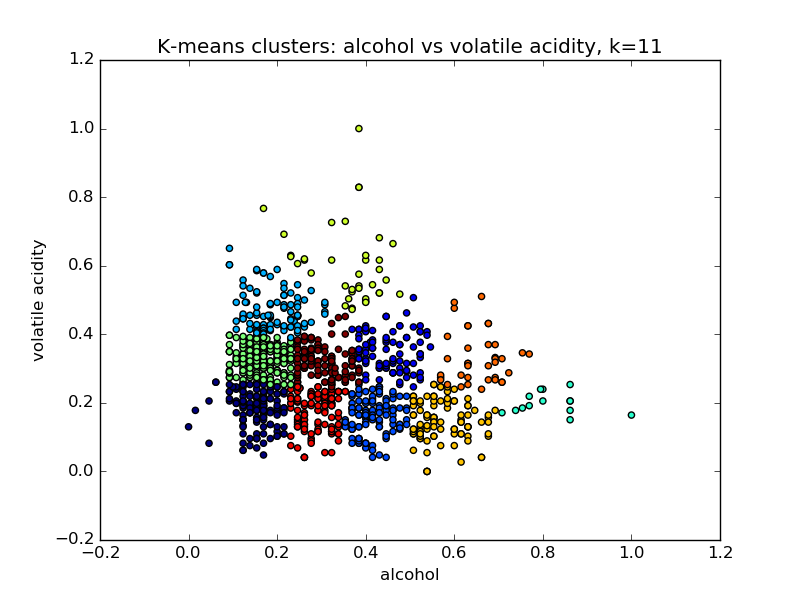 K-means clusters: alcohol vs volatile acidity, k=11
1.2
1.0
0.8
0.6
0.4
0.2
0.0
−0.2
volatile acidity
−0.2 0.0 0.2 0.4 0.6 0.8 1.0 1.2
alcohol